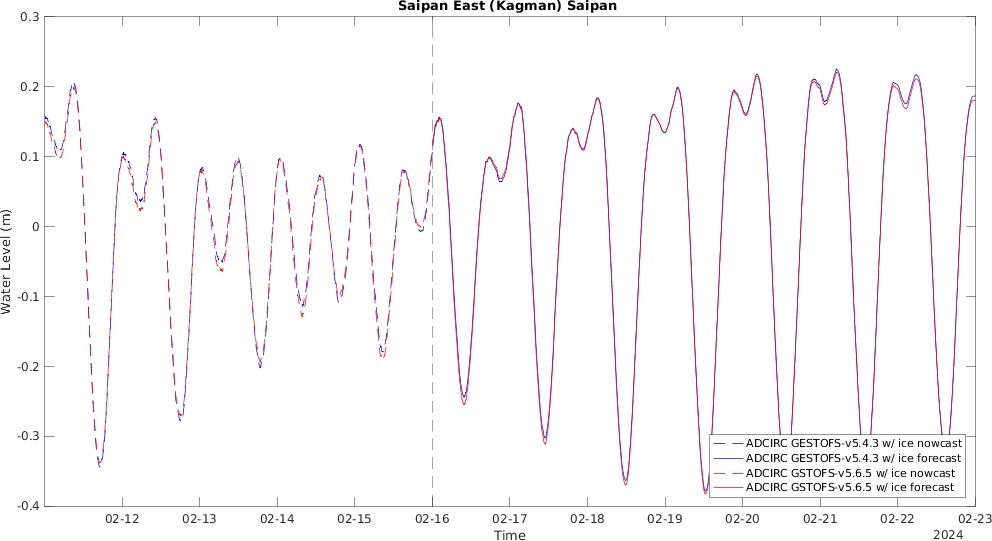 Saipan East (Kagman) Saipan
Water Level (m)
0.3
0.2
0.1
0
-0.1
-0.2
-0.3
-0.4
ADCIRC GESTOFS-v5.4.3 w/ ice nowcast
ADCIRC GESTOFS-v5.4.3 w/ ice forecast
ADCIRC GSTOFS-v5.6.5 w/ ice nowcast
ADCIRC GSTOFS-v5.6.5 w/ ice forecast
02-12 02-13 02-14 02-15 02-16 02-17 02-18 02-19 02-20 02-21 02-22 02-23
Time
2024